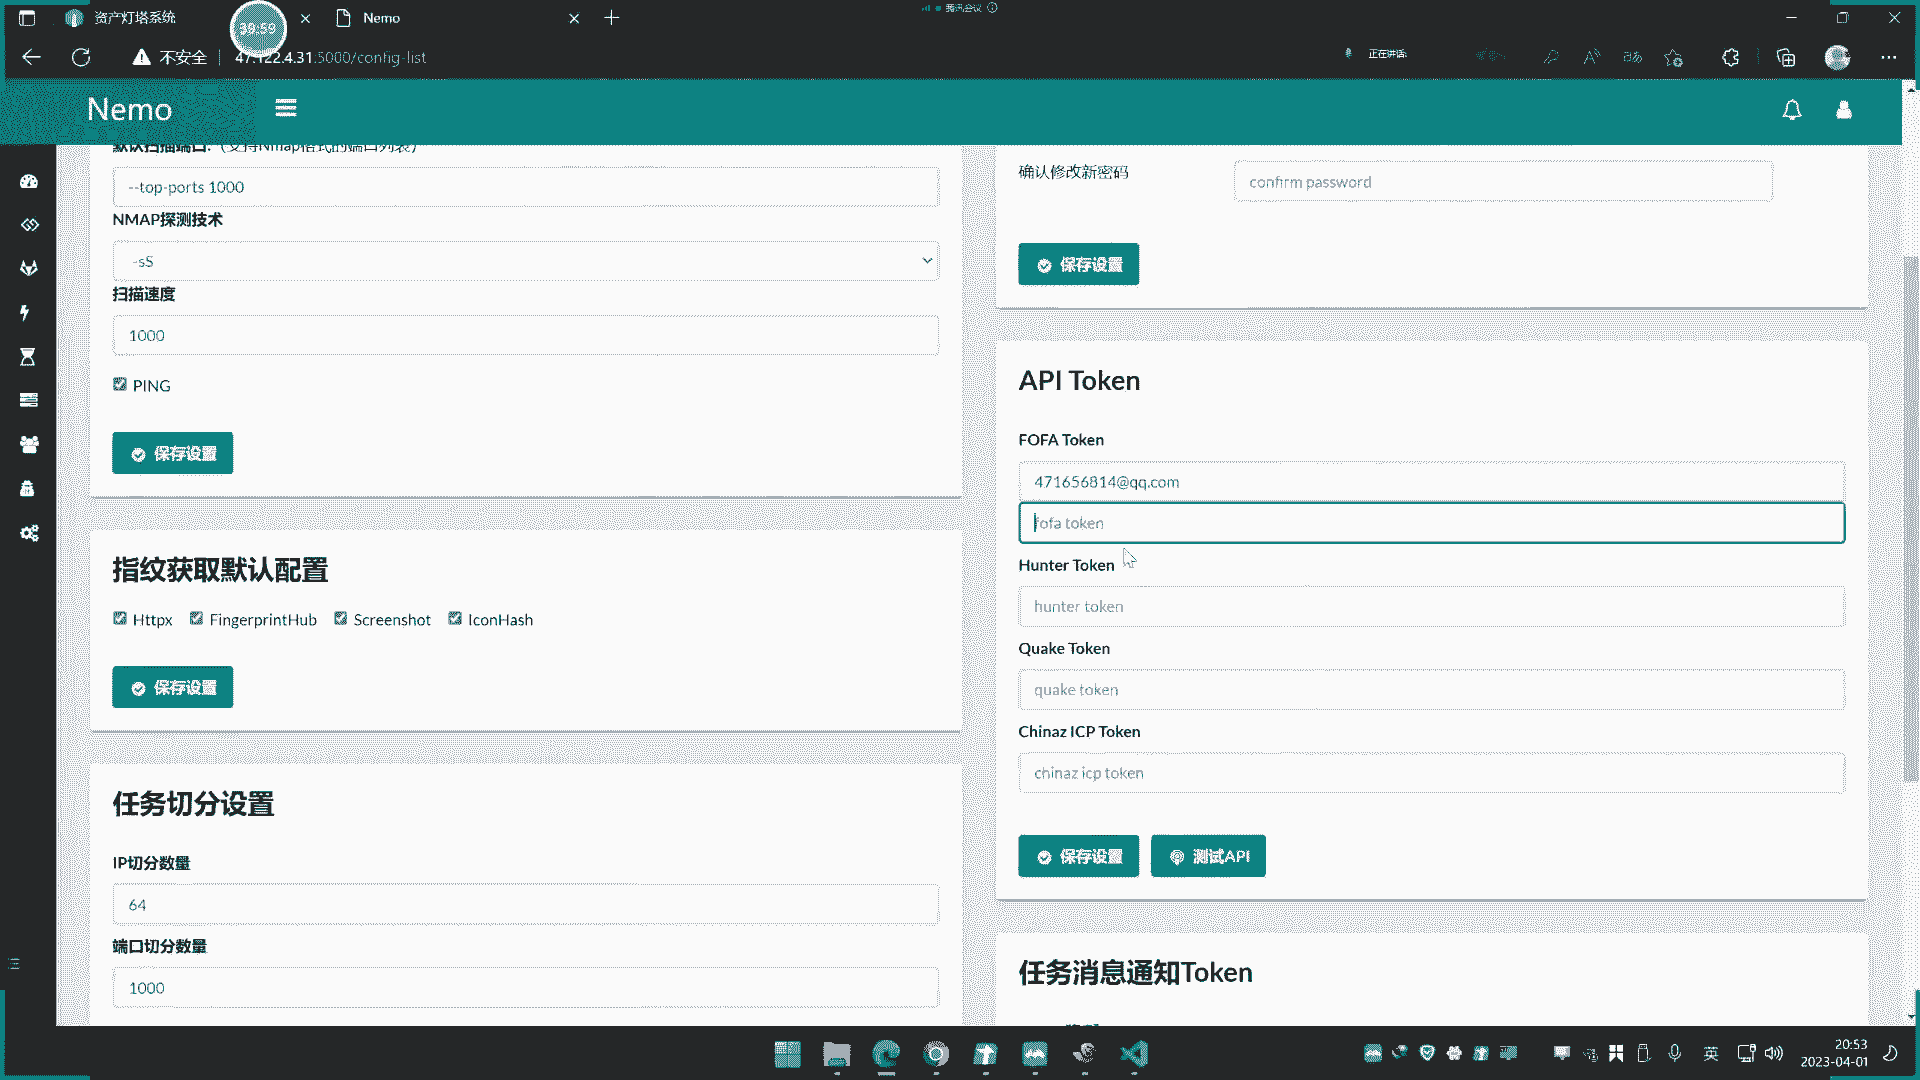 资产灯塔系统
39:59
Nemo
腾讯会议
不安全
47.122.4.31:5000/config-list
正在讲话:
Nemo
默认扫描端口:（支持Nmap格式的端口列表）
--top-ports 1000
NMAP探测技术
-sS
扫描速度
1000
PING
保存设置
指纹获取默认配置
Httpx
FingerprintHub
Screenshot
IconHash
保存设置
任务切分设置
IP切分数量
64
端口切分数量
1000
确认修改新密码
confirm password
保存设置
API Token
FOFA Token
471656814@qq.com
fofa token
Hunter Token
hunter token
Quake Token
quake token
Chinaz ICP Token
chinaz icp token
保存设置
测试API
任务消息通知Token
英
20:53
2023-04-01